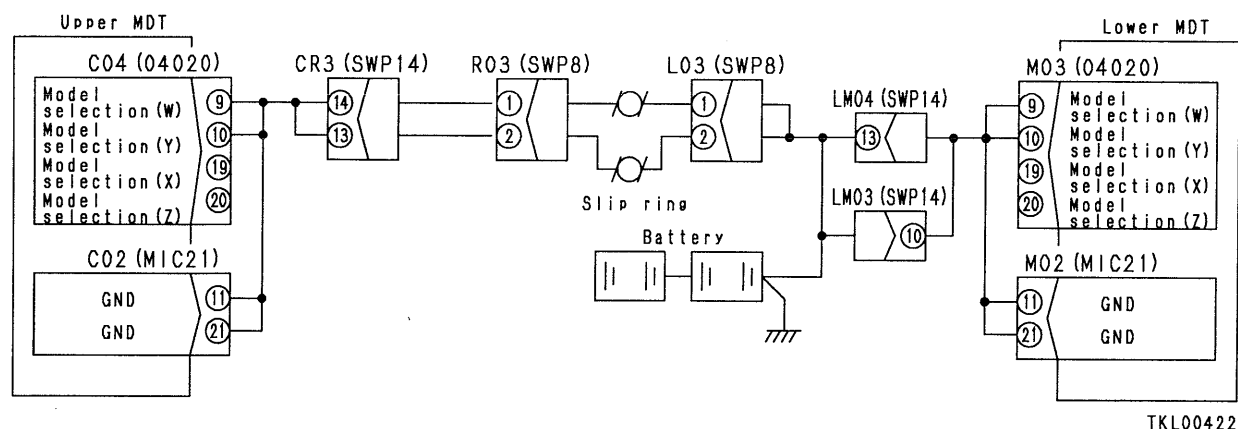 Upper MDT
Lower MDT
C04 (04020)
CR3 (SWP14)
R03 (SWP8)
L03 (SWP8)
M03 (04020)
LM04 (SWP14)
Model
selection (W)
9
Model
selection (Y)
10
Model
selection (X)
19
Model
selection (Z)
20
14
13
1
2
1
2
13
9
Model
selection (W)
10
Model
selection (Y)
19
Model
selection (X)
20
Model
selection (Z)
Slip ring
LM03 (SWP14)
10
Battery
C02 (MIC21)
GND
11
GND
21
M02 (MIC21)
11
GND
21
GND
TKL00422